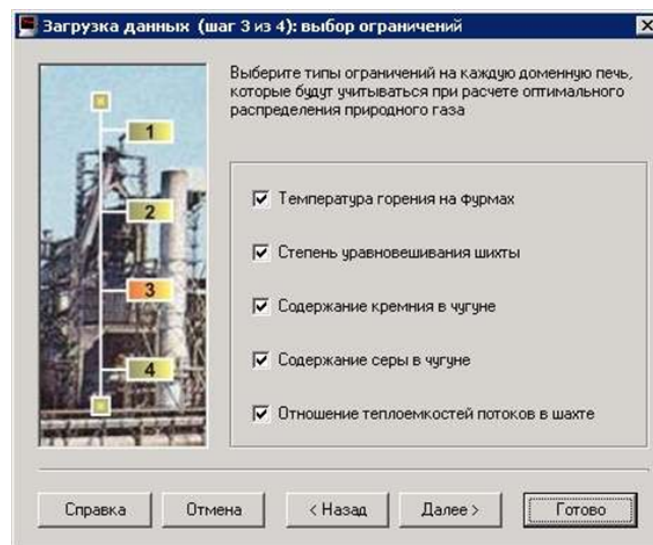 Загрузка данных (шаг 3 из 4): выбор ограничений
Выберите типы ограничений на каждую доменную печь,
которые будут учитываться при расчете оптимального
распределения природного газа
1
2
3
4
Температура горения на фурмах
Степень уравновешивания шихты
Содержание кремния в чугуне
Содержание серы в чугуне
Отношение теплоемкостей потоков в шахте
Справка
Отмена
< Назад
Далее >
Готово